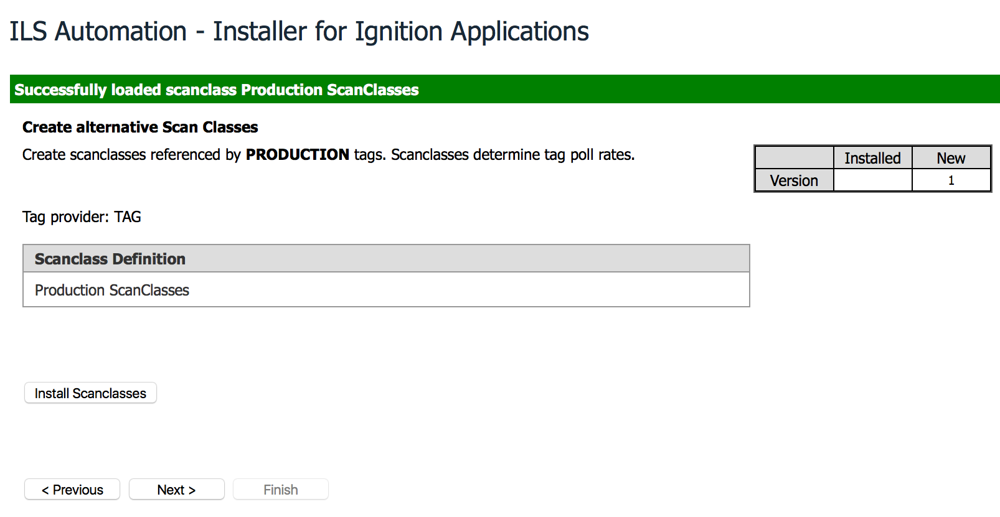 ILS Automation - Installer for Ignition Applications
Successfully loaded scanclass Production ScanClasses
Create alternative Scan Classes
Create scanclasses referenced by PRODUCTION tags. Scanclasses determine tag poll rates.
Installed New
Version 1
Tag provider: TAG
Scanclass Definition
Production ScanClasses
Install Scanclasses
< Previous Next > Finish